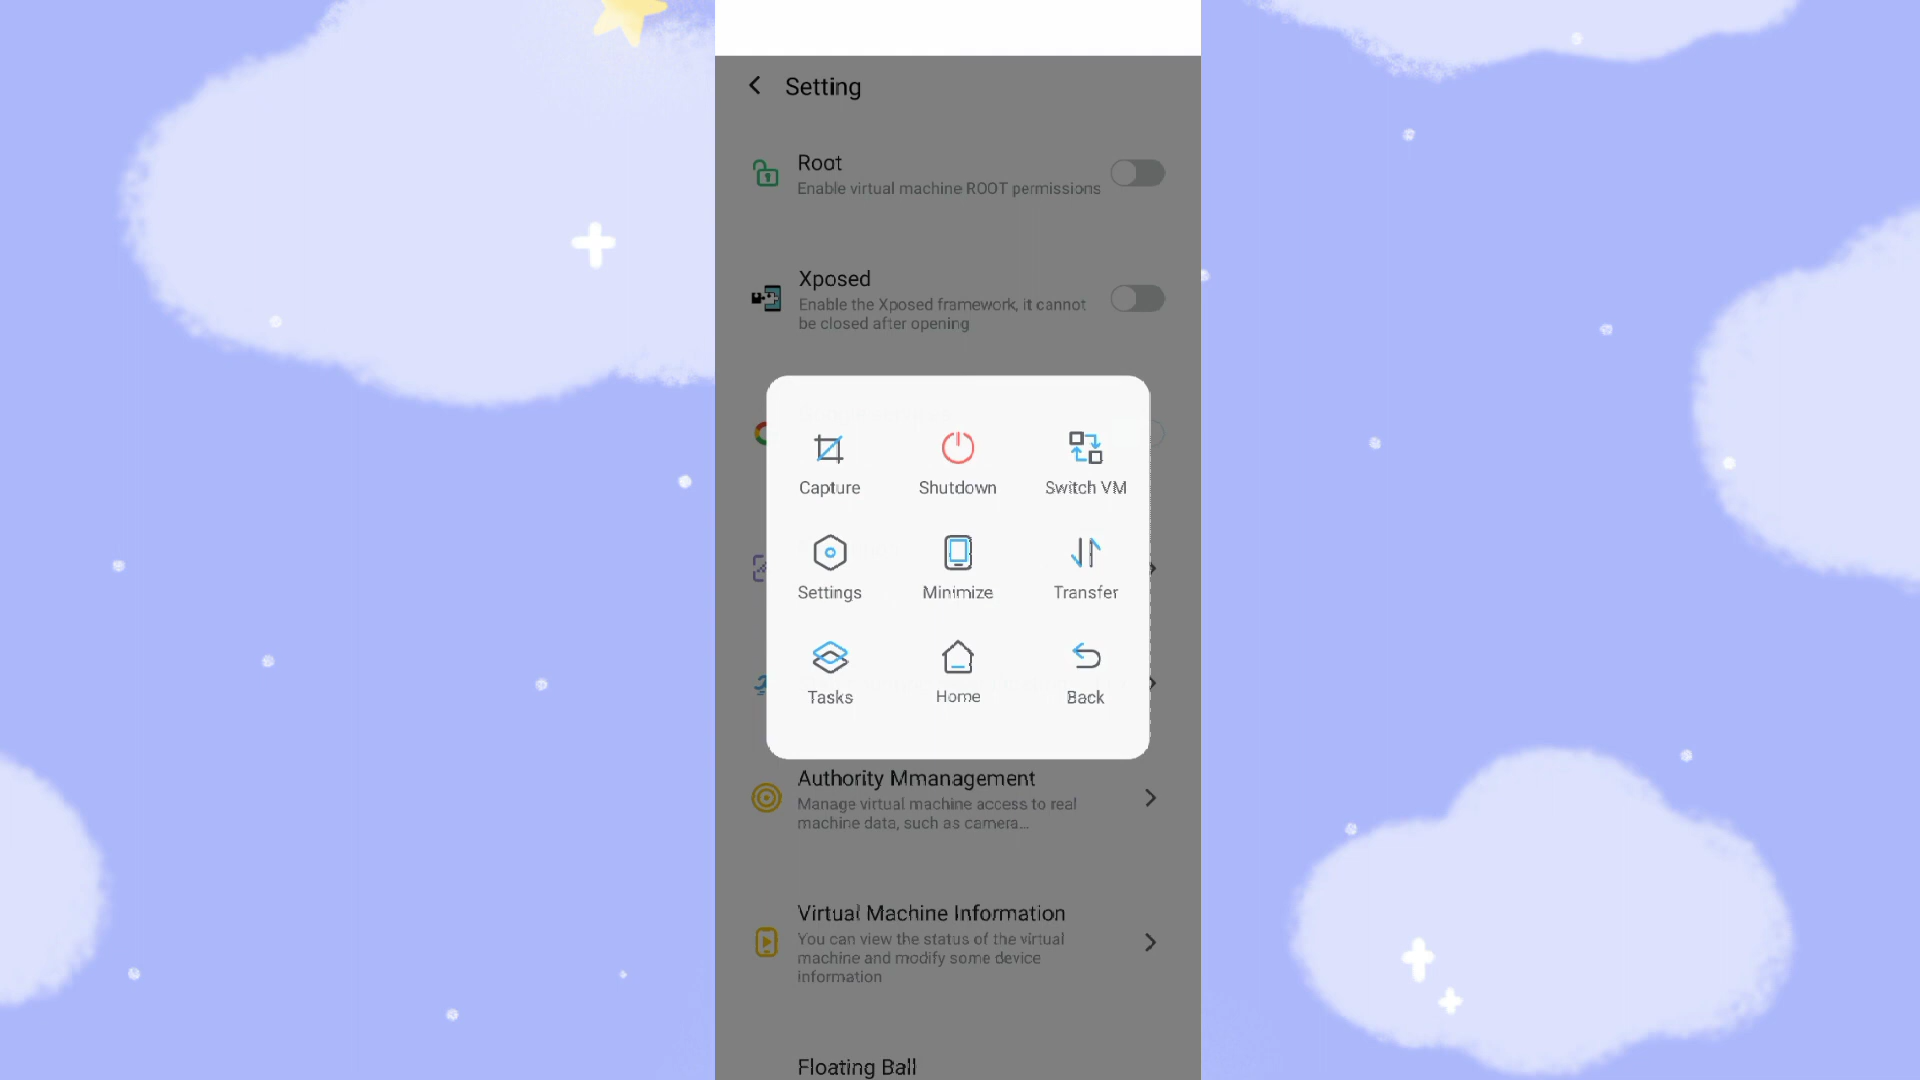 Setting
Root
Enable virtual machine ROOT permissions
Xposed
Enable the Xposed framework, it cannot
be closed after opening
Capture
Shutdown
Switch VM
Settings
Minimize
Transfer
Tasks
Home
Back
Authority Mmanagement
Manage virtual machine access to real
machine data, such as camera...
Virtual Machine Information
You can view the status of the virtual
machine and modify some device
information
Floating Ball